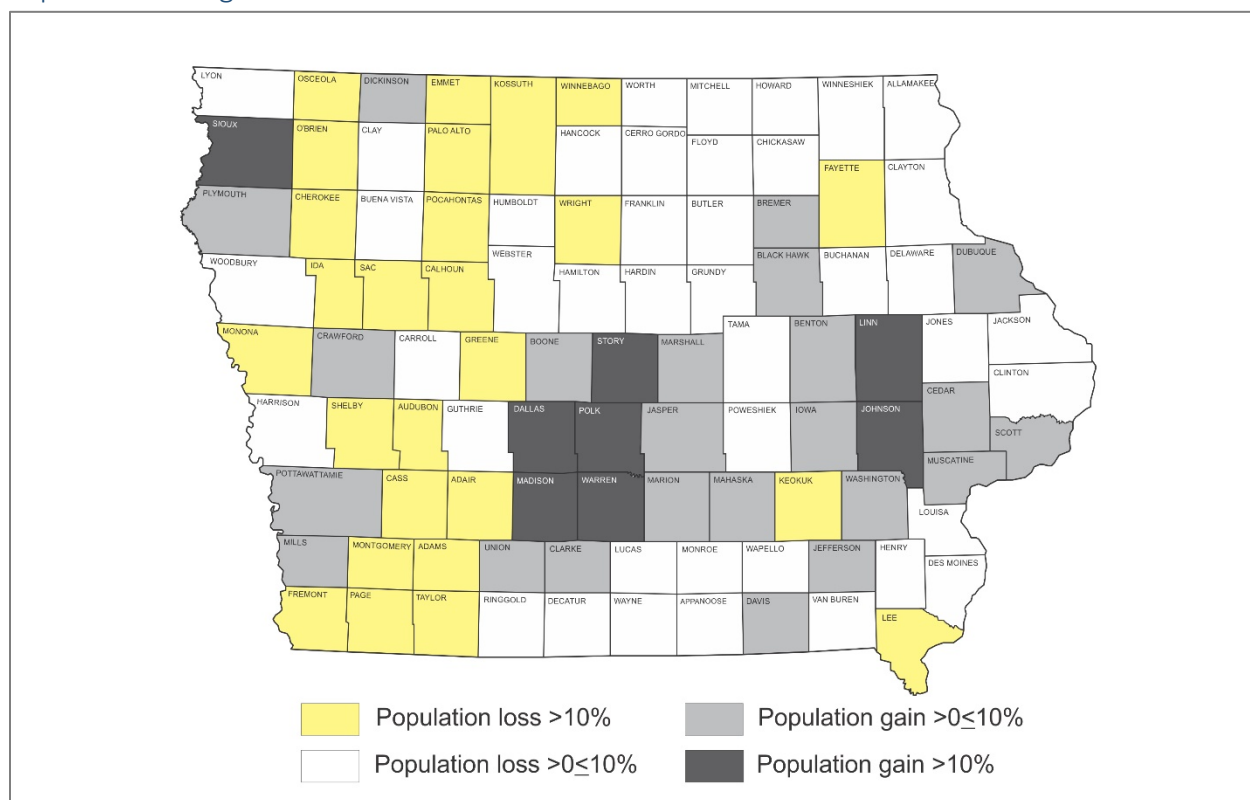 LYON
OSCEOLA
DICKINSON
EMMET
KOSSUTH
WINNEBAGO
WORTH
MITCHELL
HOWARD
WINNESHIEK
ALLAMAKEE
SIOUX
O'BRIEN
CLAY
PALO ALTO
HANCOCK
CERRO GORDO
FLOYD
CHICKASAW
FAYETTE
CLAYTON
PLYMOUTH
CHEROKEE
BUENA VISTA
POCAHONTAS
HUMBOLDT
WRIGHT
FRANKLIN
BUTLER
BREMER
WOODBURY
IDA
SAC
CALHOUN
WEBSTER
HAMILTON
HARDIN
GRUNDY
BLACK HAWK
BUCHANAN
DELAWARE
DUBUQUE
MONONA
CRAWFORD
CARROLL
GREENE
BOONE
STORY
MARSHALL
TAMA
BENTON
LINN
JONES
JACKSON
CLINTON
HARRISON
SHELBY
AUDUBON
GUTHRIE
DALLAS
POLK
JASPER
POWESHIEK
IOWA
JOHNSON
CEDAR
SCOTT
MUSCATINE
POTTAWATTAMIE
CASS
ADAIR
MADISON
WARREN
MARION
MAHASKA
KEOKUK
WASHINGTON
LOUISA
MILLS
MONTGOMERY
ADAMS
UNION
CLARKE
LUCAS
MONROE
WAPELLO
JEFFERSON
HENRY
DES MOINES
FREMONT
PAGE
TAYLOR
RINGGOLD
DECATUR
WAYNE
APPANOOSE
DAVIS
VAN BUREN
LEE
Population loss >10%
Population gain >0≤10%
Population loss >0≤10%
Population gain >10%